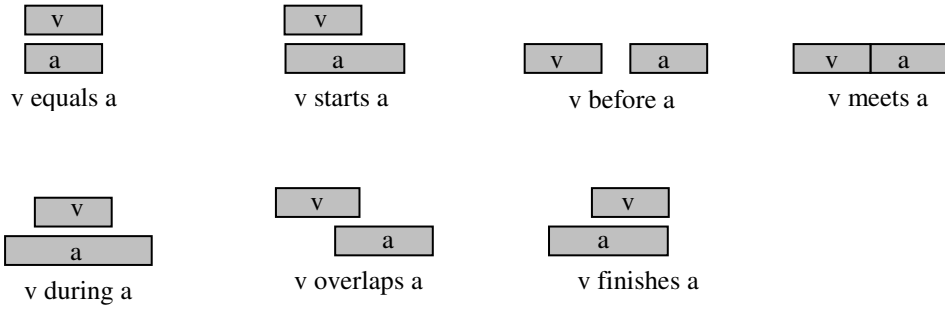 v
a
v equals a
v
a
v starts a
v a
v before a
v a
v meets a
v
a
v during a
v
a
v overlaps a
v
a
v finishes a